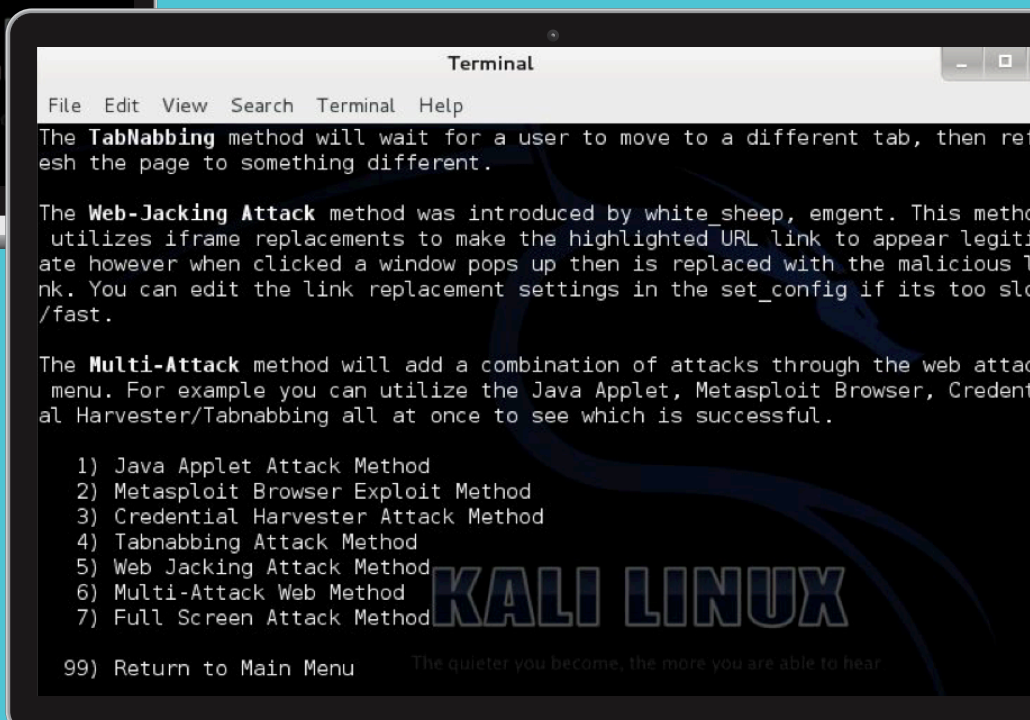 Terminal
File Edit View Search Terminal Help
The TabNabbing method will wait for a user to move to a different tab, then ref
esh the page to something different.
The Web-Jacking Attack method was introduced by white_sheep, emgent. This metho
utilizes iframe replacements to make the highlighted URL link to appear legiti
ate however when clicked a window pops up then is replaced with the malicious l
nk. You can edit the link replacement settings in the set_config if its too slo
/fast.
The Multi-Attack method will add a combination of attacks through the web attac
menu. For example you can utilize the Java Applet, Metasploit Browser, Credent
al Harvester/Tabnabbing all at once to see which is successful.
1) Java Applet Attack Method
2) Metasploit Browser Exploit Method
3) Credential Harvester Attack Method
4) Tabnabbing Attack Method
5) Web Jacking Attack Method
6) Multi-Attack Web Method
7) Full Screen Attack Method
KALI LINUX
The quieter you become, the more you are able to hear
99) Return to Main Menu